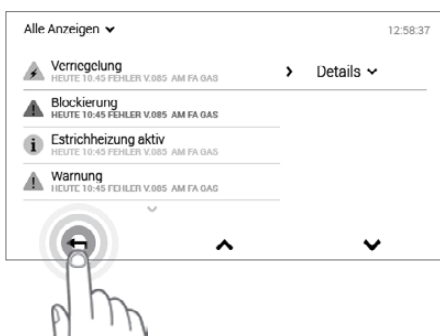 Alle Anzeigen
12:58:37
Verriegelung
HEUTE 10:45 FEHLER V.085 AM FA GAS
Details
Blockierung
HEUTE 10:45 FEHLER V.085 AM FA GAS
Estrichheizung aktiv
HEUTE 10:45 FEHLER V.085 AM FA GAS
Warnung
HEUTE 10:45 FEHLER V.085 AM FA GAS